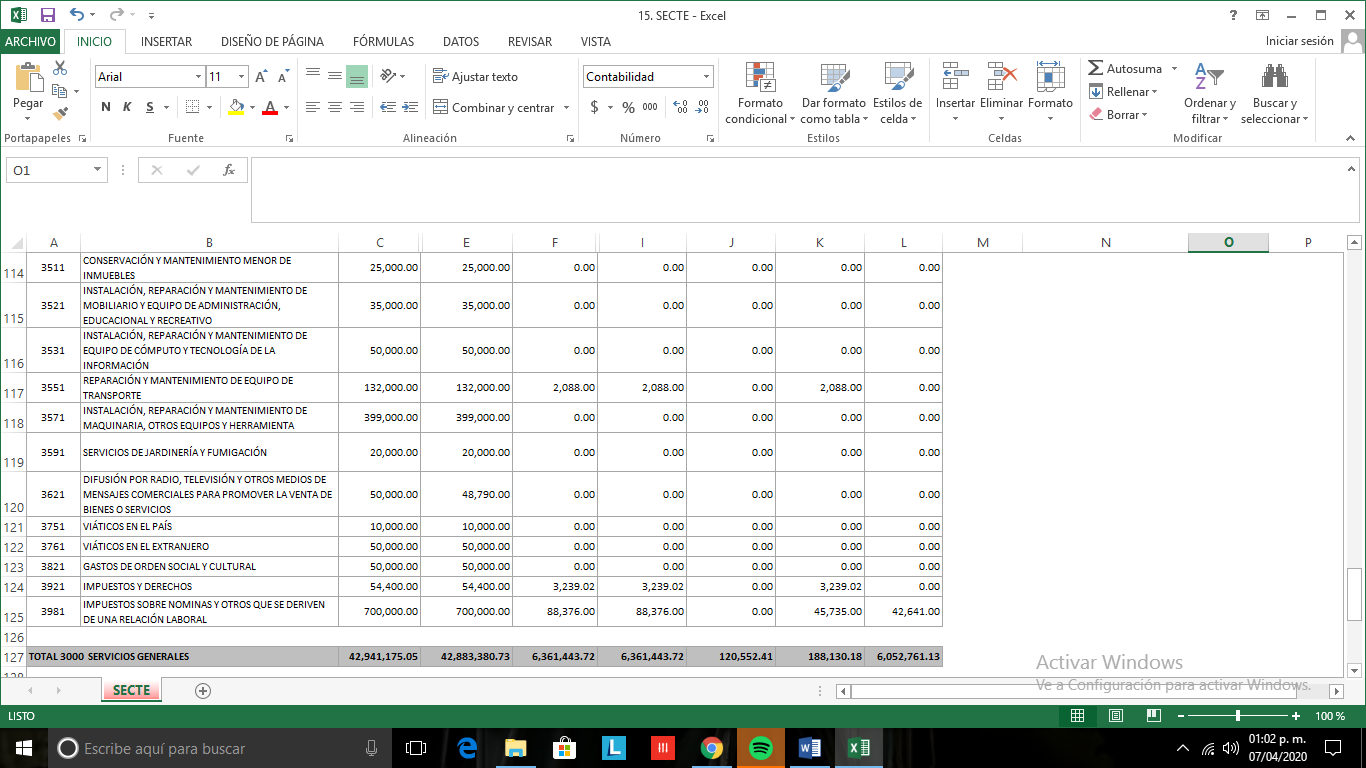 15. SECTE - Excel
ARCHIVO INICIO INSERTAR DISEÑO DE PÁGINA FÓRMULAS DATOS REVISAR VISTA Iniciar sesión
Pegar
Arial 11
N K S
Ajustar texto
Combinar y centrar
Contabilidad
$ % 000
Formato condicional
Dar formato como tabla
Estilos de celda
Insertar Eliminar Formato
Autosuma
Rellenar
Borrar
Ordenar y filtrar
Buscar y seleccionar
Portapapeles Fuente Alineación Número Estilos Celdas Modificar
O1 fx
A B C E F I J K L M N O P
114 3511 CONSERVACIÓN Y MANTENIMIENTO MENOR DE
INMUEBLES 25,000.00 25,000.00 0.00 0.00 0.00 0.00 0.00
115 3521 INSTALACIÓN, REPARACIÓN Y MANTENIMIENTO DE
MOBILIARIO Y EQUIPO DE ADMINISTRACIÓN,
EDUCACIONAL Y RECREATIVO 35,000.00 35,000.00 0.00 0.00 0.00 0.00 0.00
116 3531 INSTALACIÓN, REPARACIÓN Y MANTENIMIENTO DE
EQUIPO DE CÓMPUTO Y TECNOLOGÍA DE LA
INFORMACIÓN 50,000.00 50,000.00 0.00 0.00 0.00 0.00 0.00
117 3551 REPARACIÓN Y MANTENIMIENTO DE EQUIPO DE
TRANSPORTE 132,000.00 132,000.00 2,088.00 2,088.00 0.00 2,088.00 0.00
118 3571 INSTALACIÓN, REPARACIÓN Y MANTENIMIENTO DE
MAQUINARIA, OTROS EQUIPOS Y HERRAMIENTA 399,000.00 399,000.00 0.00 0.00 0.00 0.00 0.00
119 3591 SERVICIOS DE JARDINERÍA Y FUMIGACIÓN 20,000.00 20,000.00 0.00 0.00 0.00 0.00 0.00
120 3621 DIFUSIÓN POR RADIO, TELEVISIÓN Y OTROS MEDIOS DE
MENSAJES COMERCIALES PARA PROMOVER LA VENTA DE
BIENES O SERVICIOS 50,000.00 48,790.00 0.00 0.00 0.00 0.00 0.00
121 3751 VIÁTICOS EN EL PAÍS 10,000.00 10,000.00 0.00 0.00 0.00 0.00 0.00
122 3761 VIÁTICOS EN EL EXTRANJERO 50,000.00 50,000.00 0.00 0.00 0.00 0.00 0.00
123 3821 GASTOS DE ORDEN SOCIAL Y CULTURAL 50,000.00 50,000.00 0.00 0.00 0.00 0.00 0.00
124 3921 IMPUESTOS Y DERECHOS 54,400.00 54,400.00 3,239.02 3,239.02 0.00 3,239.02 0.00
125 3981 IMPUESTOS SOBRE NOMINAS Y OTROS QUE SE DERIVEN
DE UNA RELACIÓN LABORAL 700,000.00 700,000.00 88,376.00 88,376.00 0.00 45,735.00 42,641.00
126
127 TOTAL 3000 SERVICIOS GENERALES 42,941,175.05 42,883,380.73 6,361,443.72 6,361,443.72 120,552.41 188,130.18 6,052,761.13
128
Activar Windows
Ve a Configuración para activar Windows.
SECTE
LISTO 100 %
Escribe aquí para buscar
01:02 p. m.
07/04/2020